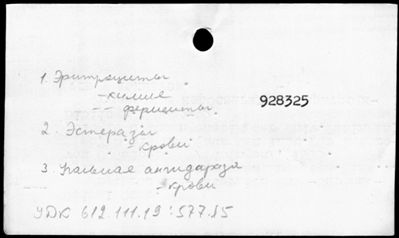 1. Эритроциты
- химия
- - ферменты
928325
2. Эстеразы
- крови
3. Угольная ангидраза
- крови
УДК 612.111.19:577.15